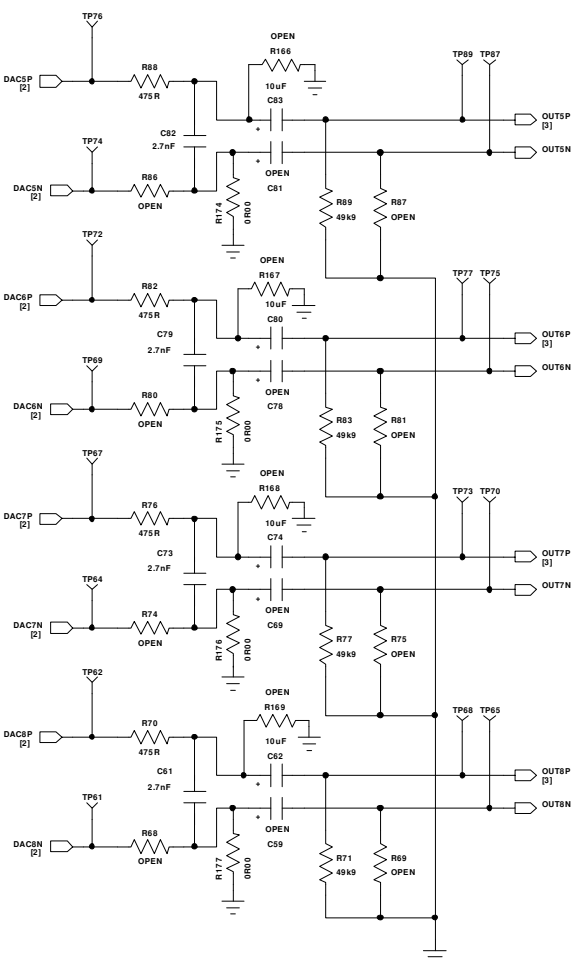 TP76
OPEN
R166
TP89
TP87
R88
DAC5P
[2]
475R
10uF
C83
+
OUT5P
[3]
C82
2.7nF
TP74
OUT5N
R86
DAC5N
[2]
OPEN
+
OPEN
C81
R174
0R00
R89
49k9
R87
OPEN
TP72
OPEN
R167
TP77
TP75
R82
DAC6P
[2]
475R
10uF
C80
+
OUT6P
[3]
C79
2.7nF
TP69
OUT6N
R80
DAC6N
[2]
OPEN
+
OPEN
C78
R175
0R00
R83
49k9
R81
OPEN
TP67
OPEN
R168
TP73
TP70
R76
DAC7P
[2]
475R
10uF
C74
+
OUT7P
[3]
C73
2.7nF
TP64
OUT7N
R74
DAC7N
[2]
OPEN
+
OPEN
C69
R176
0R00
R77
49k9
R75
OPEN
TP62
OPEN
R169
TP68
TP65
R70
DAC8P
[2]
475R
10uF
C62
+
OUT8P
[3]
C61
2.7nF
TP61
OUT8N
R68
DAC8N
[2]
OPEN
+
OPEN
C59
R177
0R00
R71
49k9
R69
OPEN